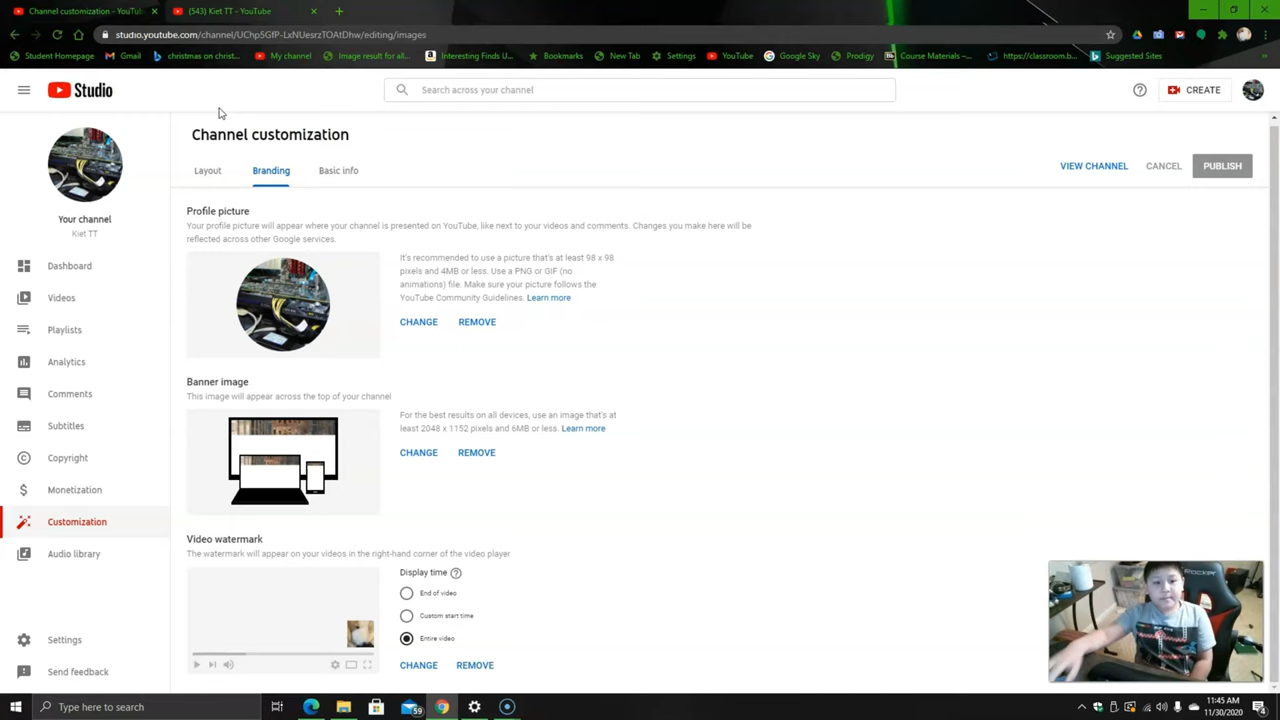 Channel customization - YouTub
(543) Kiet TT - YouTube
studio.youtube.com/channel/UChp5GfP-LxNUesrzTOAtDhw/editing/images
Student Homepage
Gmail
christmas on christ...
My channel
Image result for all...
Interesting Finds U...
Bookmarks
New Tab
Settings
YouTube
Google Sky
Prodigy
Course Materials –...
https://classroom.b...
Suggested Sites
Studio
Search across your channel
CREATE
Channel customization
Layout
Branding
Basic info
VIEW CHANNEL
CANCEL
PUBLISH
Your channel
Kiet TT
Dashboard
Videos
Playlists
Analytics
Comments
Subtitles
Copyright
Monetization
Customization
Audio library
Settings
Send feedback
Profile picture
Your profile picture will appear where your channel is presented on YouTube, like next to your videos and comments. Changes you make here will be
reflected across other Google services.
It's recommended to use a picture that's at least 98 x 98
pixels and 4MB or less. Use a PNG or GIF (no
animations) file. Make sure your picture follows the
YouTube Community Guidelines. Learn more
CHANGE
REMOVE
Banner image
This image will appear across the top of your channel
For the best results on all devices, use an image that's at
least 2048 x 1152 pixels and 6MB or less. Learn more
CHANGE
REMOVE
Video watermark
The watermark will appear on your videos in the right-hand corner of the video player
Display time
End of video
Custom start time
Entire video
CHANGE
REMOVE
Type here to search
59
11:45 AM
11/30/2020
4